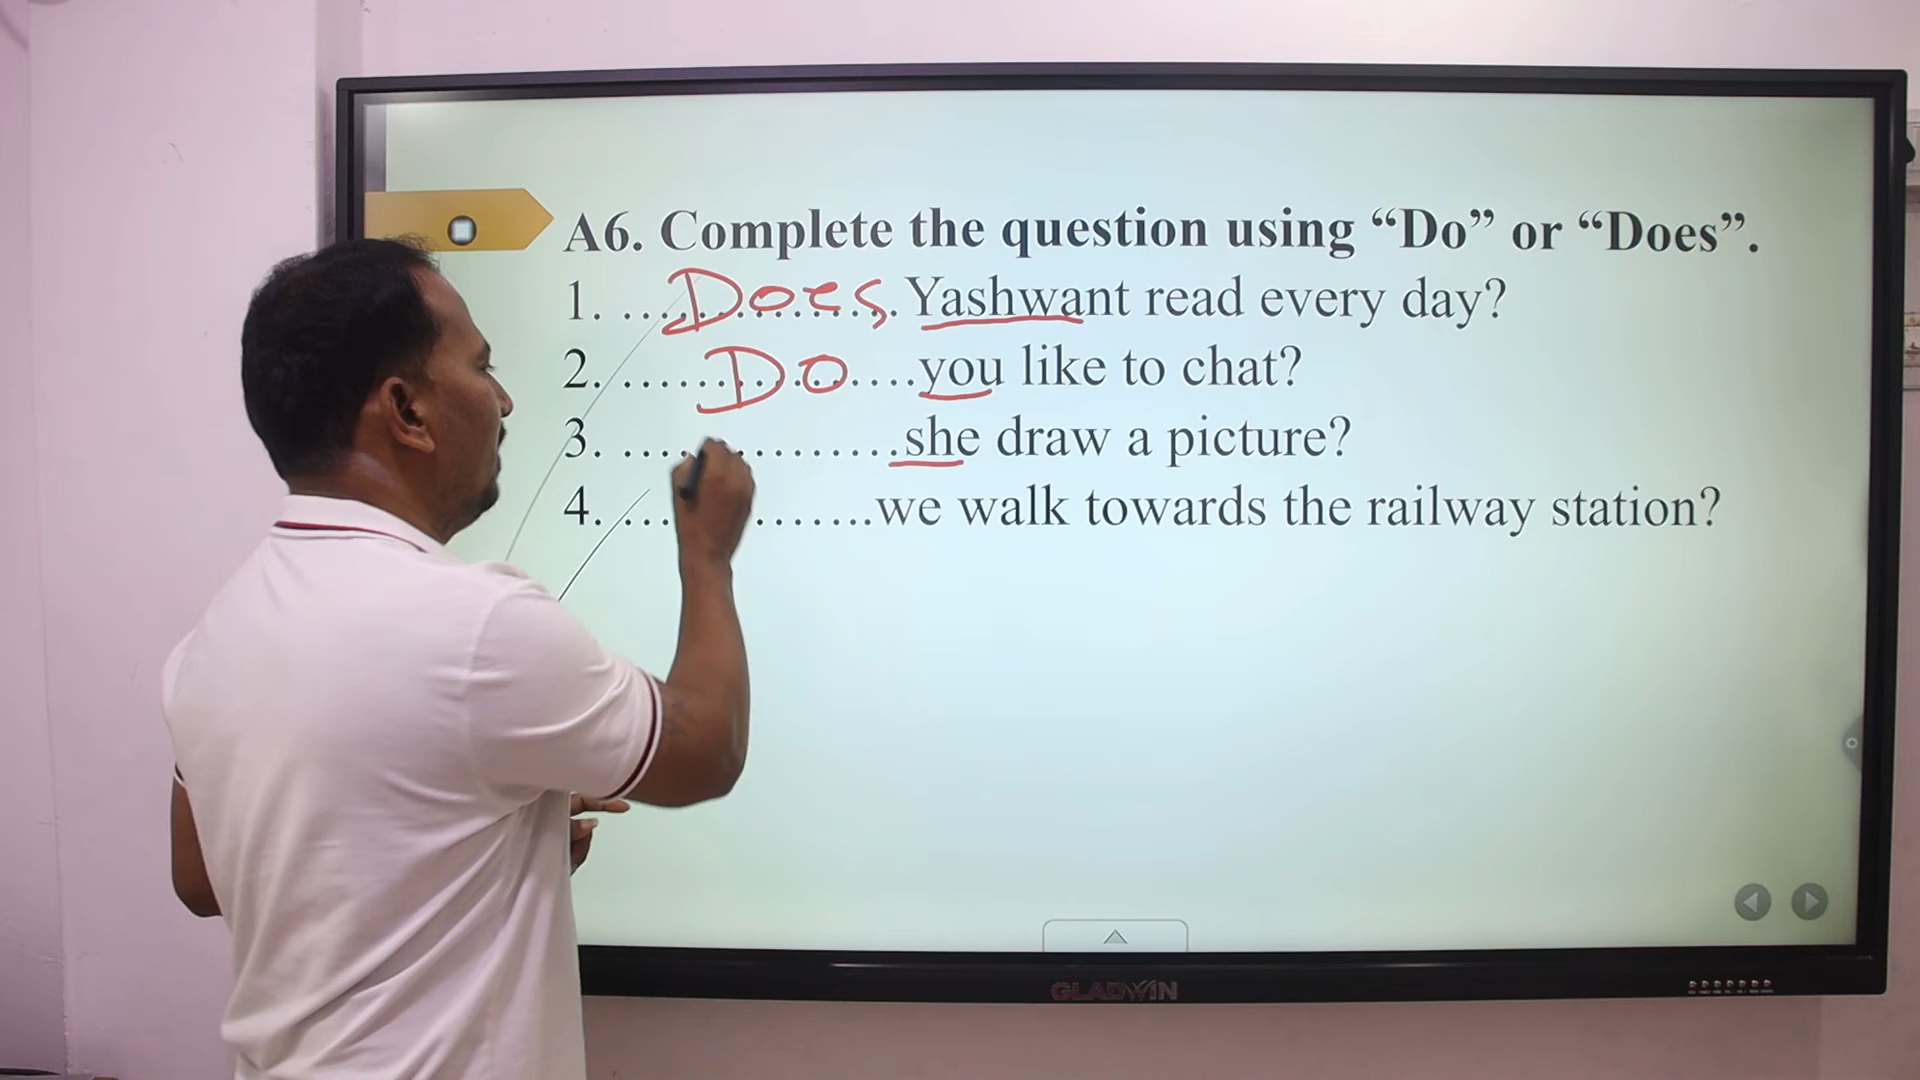 A6. Complete the question using “Do” or “Does”.
1. .... Does. Yashwant read every day?
2. ...... Do ....you like to chat?
3. ..................she draw a picture?
4. ..................we walk towards the railway station?
GLADWIN